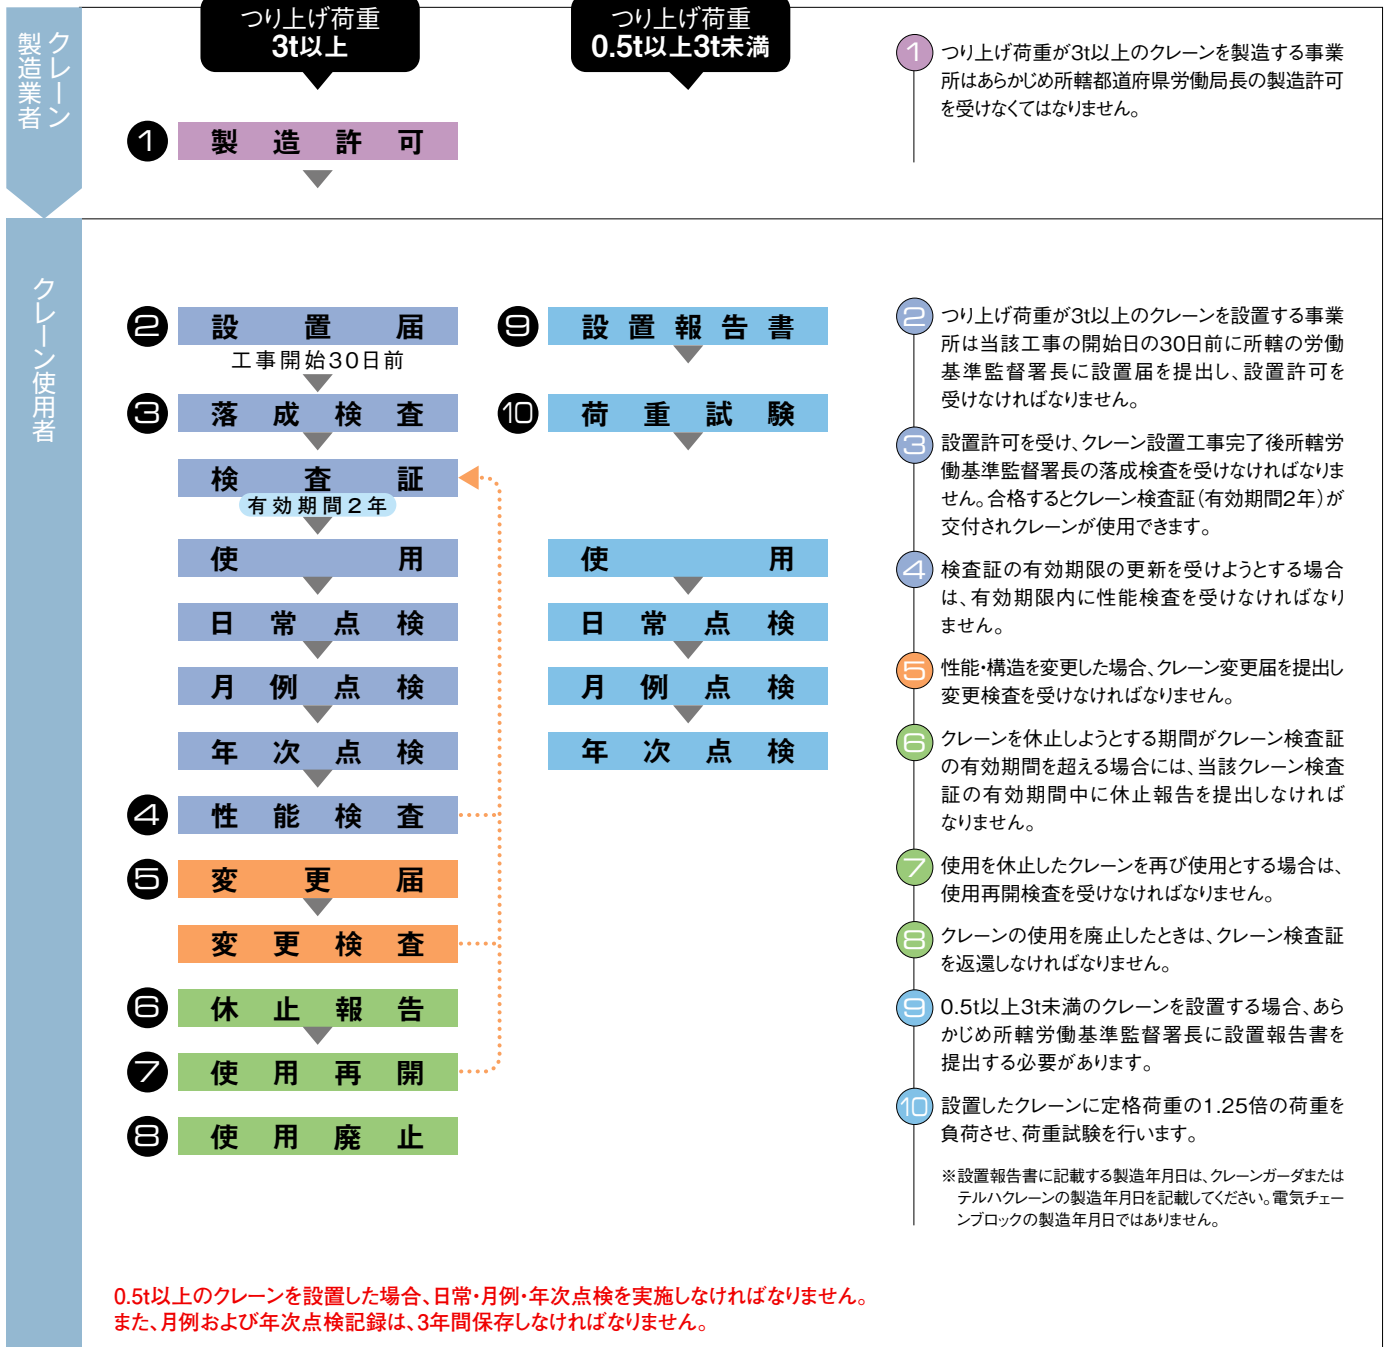 クレーン
製造業者
つり上げ荷重
3t以上
つり上げ荷重
0.5t以上3t未満
1 製造許可
1 つり上げ荷重が3t以上のクレーンを製造する事業
所はあらかじめ所轄都道府県労働局長の製造許可
を受けなくてはなりません。
クレーン使用者
2 設置届
工事開始30日前
3 落成検査
検査証
有効期間2年
使用
日常点検
月例点検
年次点検
4 性能検査
5 変更届
変更検査
6 休止報告
7 使用再開
8 使用廃止
9 設置報告書
10 荷重試験
使用
日常点検
月例点検
年次点検
2 つり上げ荷重が3t以上のクレーンを設置する事業
所は当該工事の開始日の30日前に所轄の労働
基準監督署長に設置届を提出し、設置許可を
受けなければなりません。
3 設置許可を受け、クレーン設置工事完了後所轄労
働基準監督署長の落成検査を受けなければなりま
せん。合格するとクレーン検査証(有効期間2年)が
交付されクレーンが使用できます。
4 検査証の有効期限の更新を受けようとする場合
は、有効期限内に性能検査を受けなければなり
ません。
5 性能・構造を変更した場合、クレーン変更届を提出し
変更検査を受けなければなりません。
6 クレーンを休止しようとする期間がクレーン検査証
の有効期間を超える場合には、当該クレーン検査
証の有効期間中に休止報告を提出しなければ
なりません。
7 使用を休止したクレーンを再び使用とする場合は、
使用再開検査を受けなければなりません。
8 クレーンの使用を廃止したときは、クレーン検査証
を返還しなければなりません。
9 0.5t以上3t未満のクレーンを設置する場合、あら
かじめ所轄労働基準監督署長に設置報告書を
提出する必要があります。
10 設置したクレーンに定格荷重の1.25倍の荷重を
負荷させ、荷重試験を行います。
※設置報告書に記載する製造年月日は、クレーンガーダまたは
テルハクレーンの製造年月日を記載してください。電気チェー
ンブロックの製造年月日ではありません。
0.5t以上のクレーンを設置した場合、日常・月例・年次点検を実施しなければなりません。
また、月例および年次点検記録は、3年間保存しなければなりません。